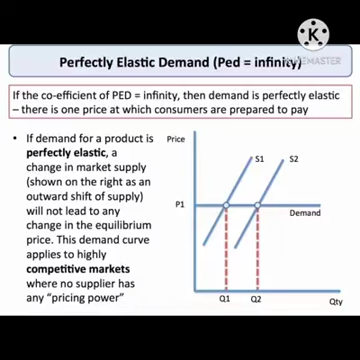 K
KINEMASTER
Perfectly Elastic Demand (Ped = infinity)
If the co-efficient of PED = infinity, then demand is perfectly elastic
– there is one price at which consumers are prepared to pay
• If demand for a product is
perfectly elastic, a
change in market supply
(shown on the right as an
outward shift of supply)
will not lead to any
change in the equilibrium
price. This demand curve
applies to highly
competitive markets
where no supplier has
any “pricing power”
Price
S1
S2
P1
Demand
Q1
Q2
Qty